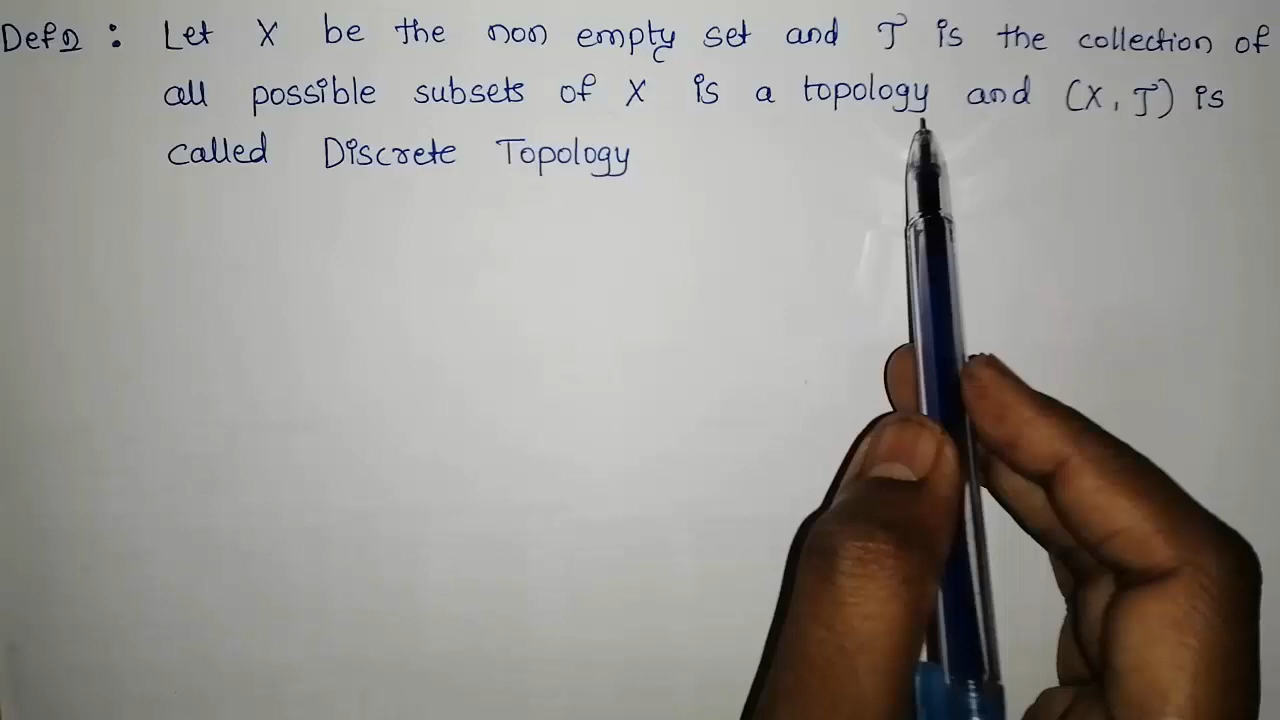 Defn : Let X be the non empty set and T is the collection of
all possible subsets of X is a topology and (X, T) is
called Discrete Topology